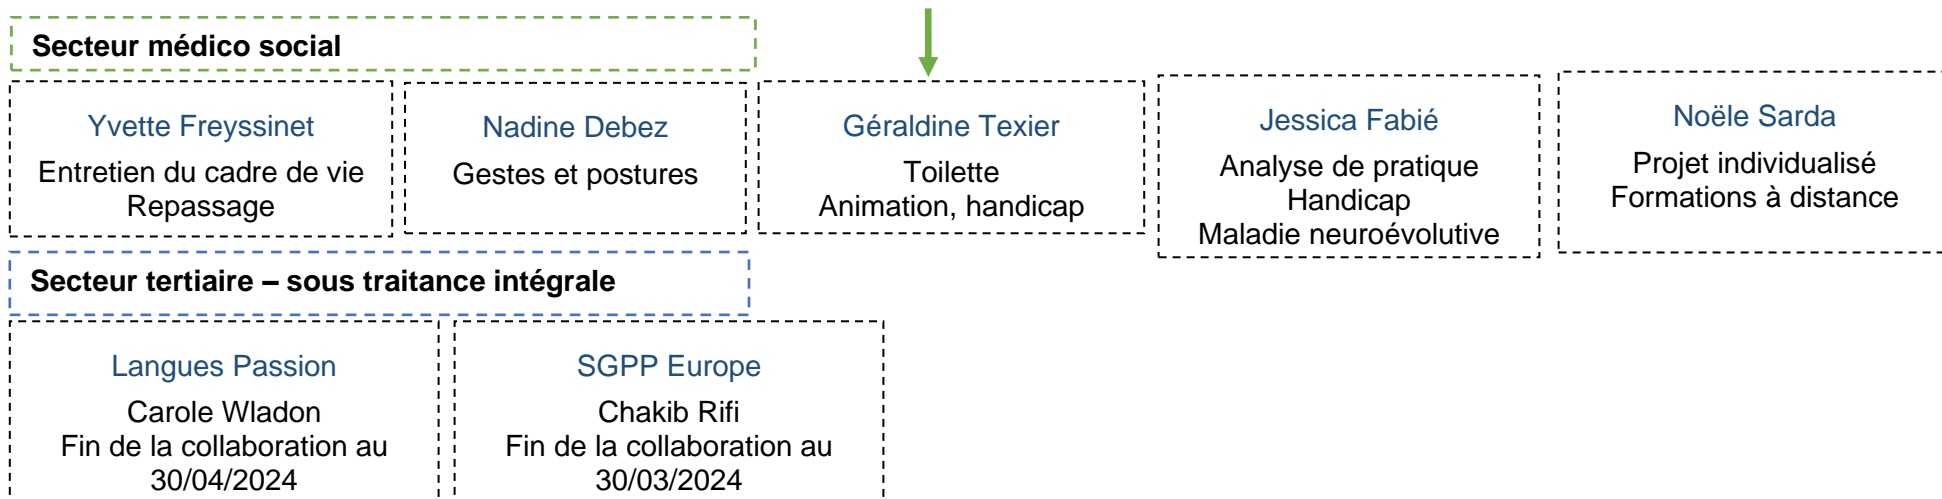 Secteur médico social
Yvette Freyssinet
Entretien du cadre de vie
Repassage
Nadine Debez
Gestes et postures
Géraldine Texier
Toilette
Animation, handicap
Jessica Fabié
Analyse de pratique
Handicap
Maladie neuroévolutive
Noële Sarda
Projet individualisé
Formations à distance
Secteur tertiaire – sous traitance intégrale
Langues Passion
Carole Wladon
Fin de la collaboration au
30/04/2024
SGPP Europe
Chakib Rifi
Fin de la collaboration au
30/03/2024